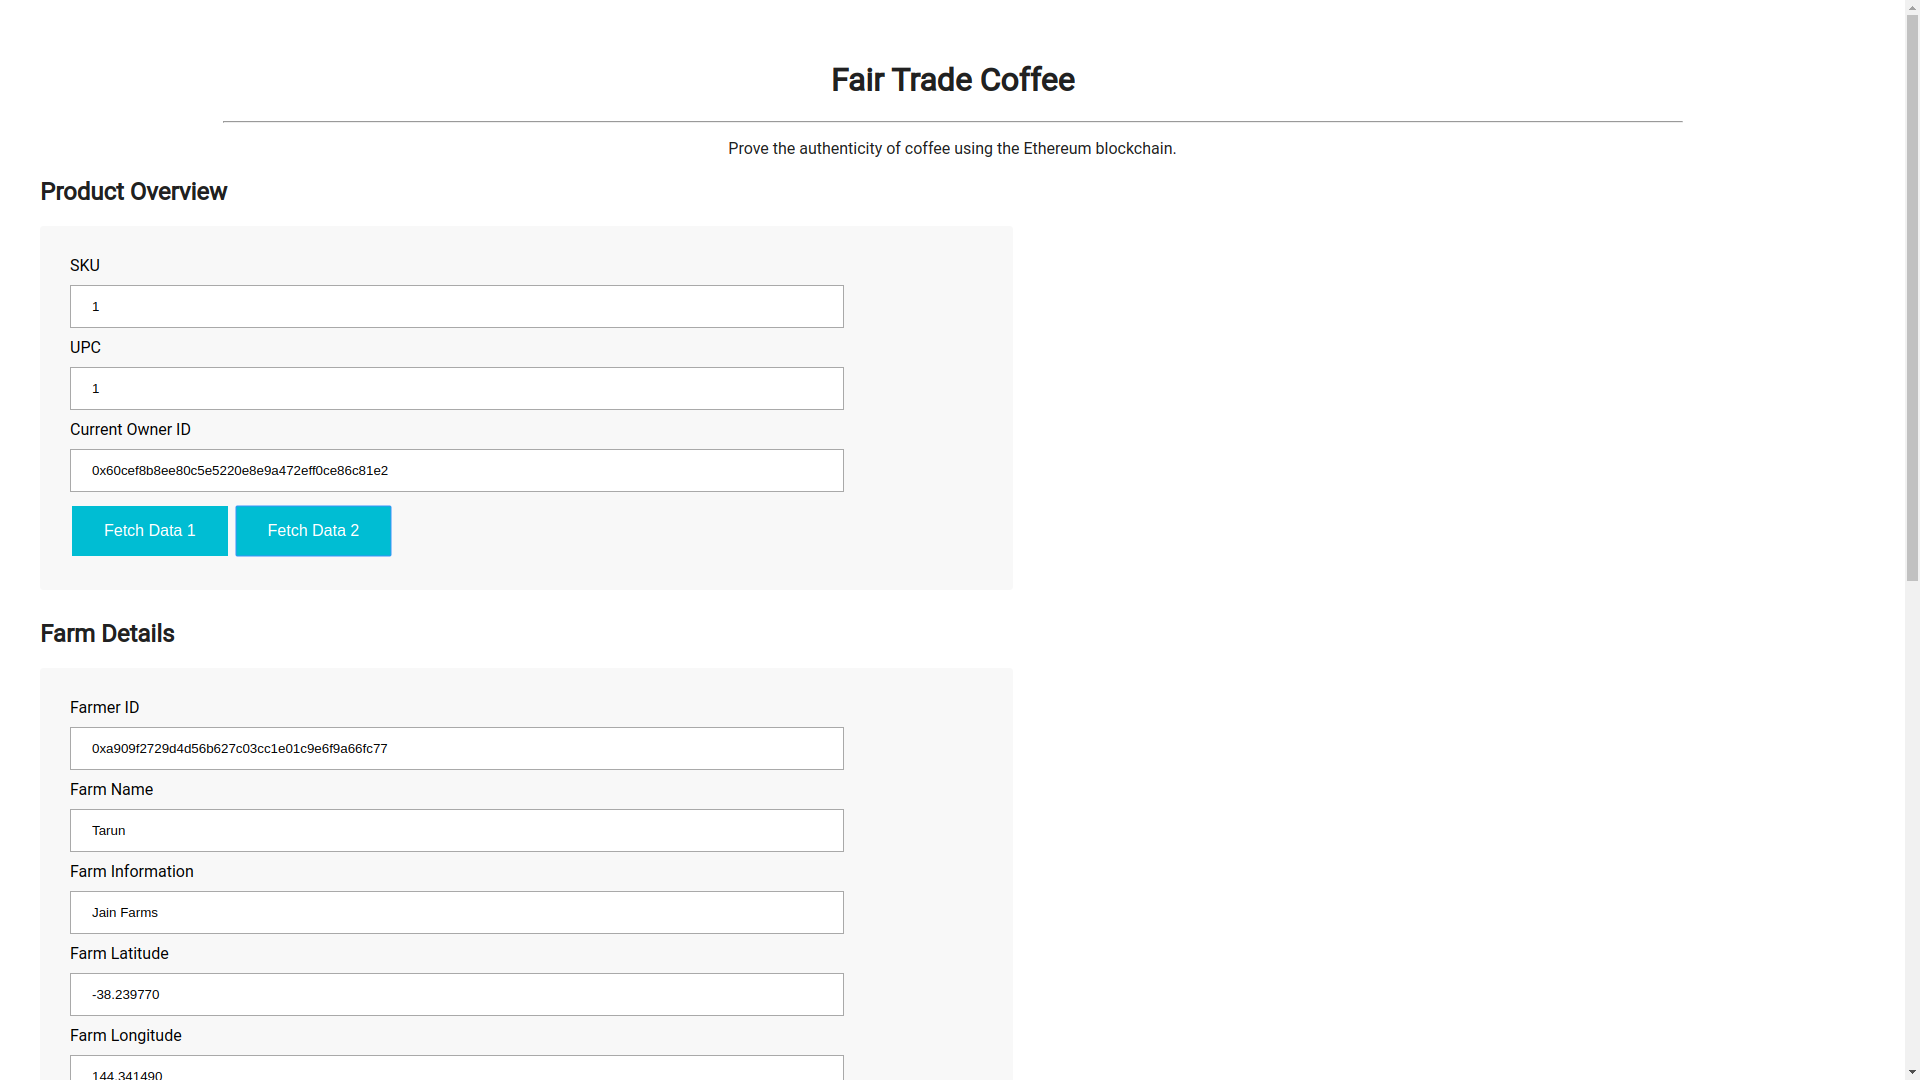 Fair Trade Coffee
Prove the authenticity of coffee using the Ethereum blockchain.
Product Overview
SKU
1
UPC
1
Current Owner ID
0x60cef8b8ee80c5e5220e8e9a472eff0ce86c81e2
Fetch Data 1 Fetch Data 2
Farm Details
Farmer ID
0xa909f2729d4d56b627c03cc1e01c9e6f9a66fc77
Farm Name
Tarun
Farm Information
Jain Farms
Farm Latitude
-38.239770
Farm Longitude
144.341490